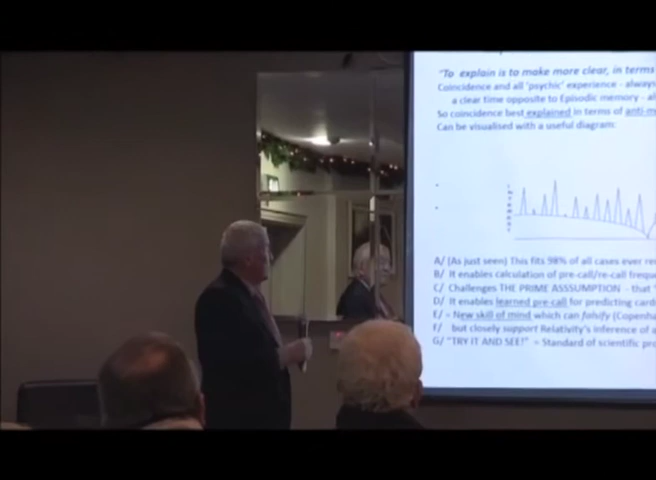 "To explain is to make more clear, in terms
Coincidence and all 'psychic' experience - always
a clear time opposite to Episodic memory - al
So coincidence best explained in terms of anti-m
Can be visualised with a useful diagram:
INTEREST
A/ (As just seen) This fits 98% of all cases ever re
B/ It enables calculation of pre-call/re-call frequ
C/ Challenges THE PRIME ASSSUMPTION - that
D/ It enables learned pre-call for predicting card
E/ = New skill of mind which can falsify (Copenha
F/ but closely support Relativity's inference of a
G/ "TRY IT AND SEE!" = Standard of scientific pro